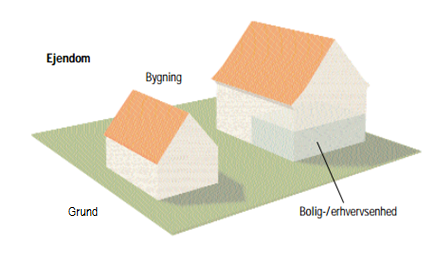 Ejendom
Bygning
Grund
Bolig-/erhvervsenhed